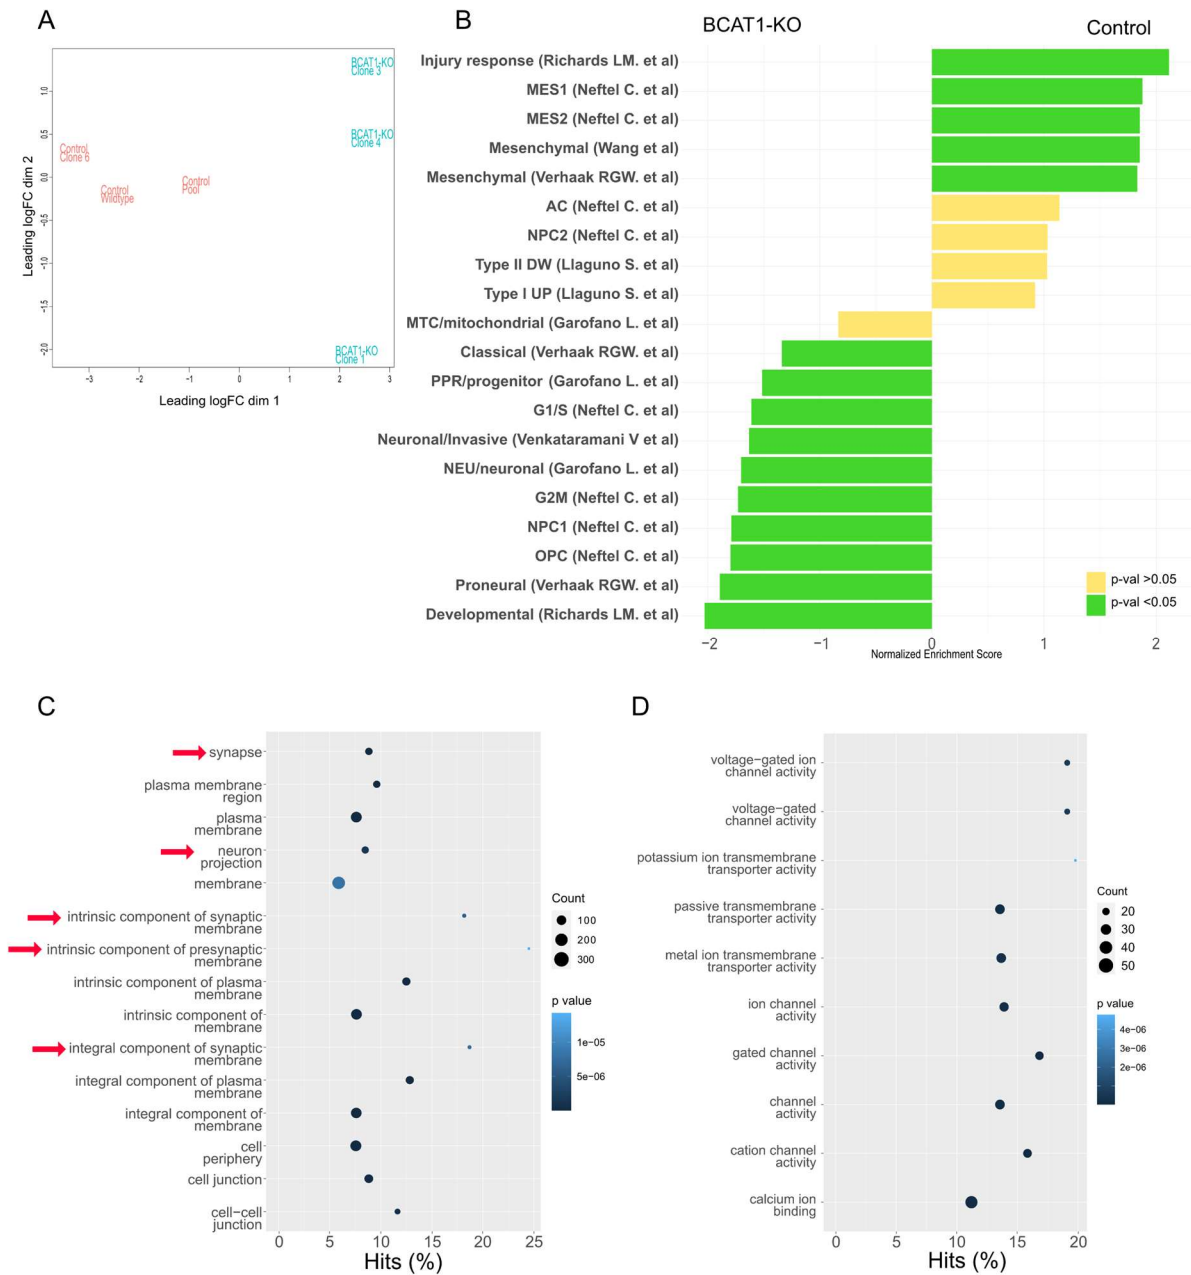 A
BCAT1-KO
Clone 3
BCAT1-KO
Clone 4
Control
Clone 6
Control
Wildtype
Control
Pool
BCAT1-KO
Clone 1
1.0
0.5
0.0
-0.5
-1.0
-1.5
-2.0
Leading logFC dim 2
-3
-2
-1
0
1
2
3
Leading logFC dim 1
B
BCAT1-KO
Control
Injury response (Richards LM. et al)
MES1 (Neftel C. et al)
MES2 (Neftel C. et al)
Mesenchymal (Wang et al)
Mesenchymal (Verhaak RGW. et al)
AC (Neftel C. et al)
NPC2 (Neftel C. et al)
Type II DW (Llaguno S. et al)
Type I UP (Llaguno S. et al)
MTC/mitochondrial (Garofano L. et al)
Classical (Verhaak RGW. et al)
PPR/progenitor (Garofano L. et al)
G1/S (Neftel C. et al)
Neuronal/Invasive (Venkataramani V et al)
NEU/neuronal (Garofano L. et al)
G2M (Neftel C. et al)
NPC1 (Neftel C. et al)
OPC (Neftel C. et al)
Proneural (Verhaak RGW. et al)
Developmental (Richards LM. et al)
p-val >0.05
p-val <0.05
−2
−1
0
1
2
Normalized Enrichment Score
C
synapse
plasma membrane
region
plasma
membrane
neuron
projection
membrane
intrinsic component of synaptic
membrane
intrinsic component of presynaptic
membrane
intrinsic component of plasma
membrane
intrinsic component of
membrane
integral component of synaptic
membrane
integral component of plasma
membrane
integral component of
membrane
cell
periphery
cell junction
cell−cell
junction
0
5
10
15
20
25
Hits (%)
Count
100
200
300
p value
1e−05
5e−06
D
voltage−gated ion
channel activity
voltage−gated
channel activity
potassium ion transmembrane
transporter activity
passive transmembrane
transporter activity
metal ion transmembrane
transporter activity
ion channel
activity
gated channel
activity
channel
activity
cation channel
activity
calcium ion
binding
0
5
10
15
20
Hits (%)
Count
20
30
40
50
p value
4e−06
3e−06
2e−06